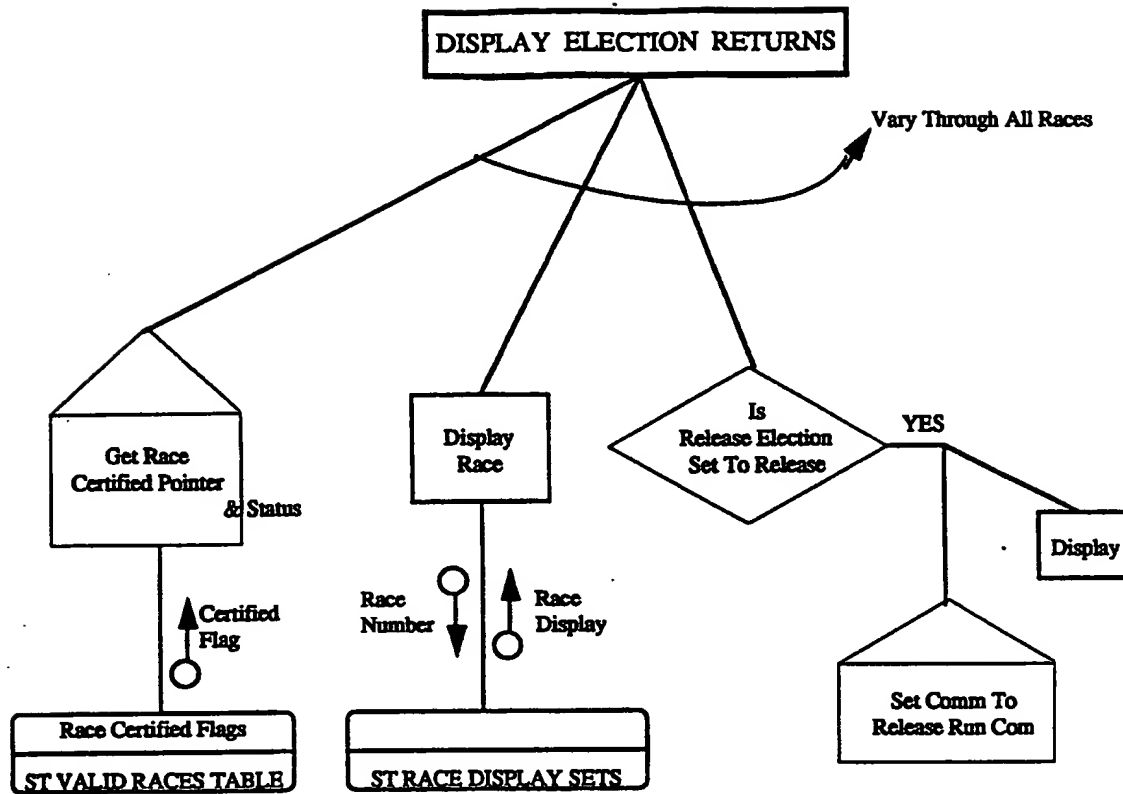 DISPLAY ELECTION RETURNS
Vary Through All Races
Get Race
Certified Pointer
& Status
Display
Race
Is
Release Election
Set To Release
YES
Display
Certified
Flag
Race
Number
Race
Display
Set Comm To
Release Run Com
Race Certified Flags
ST VALID RACES TABLE
ST RACE DISPLAY SETS